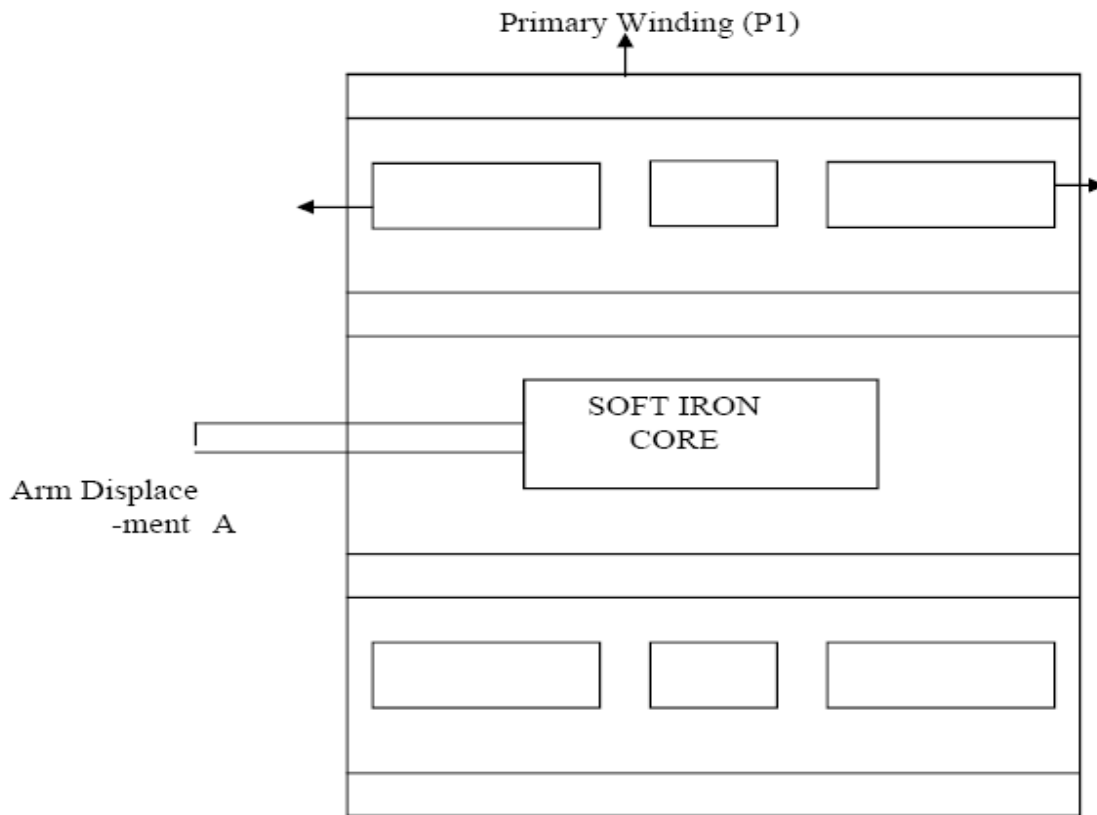 Primary Winding (P1)
SOFT IRON
CORE
Arm Displace
-ment A